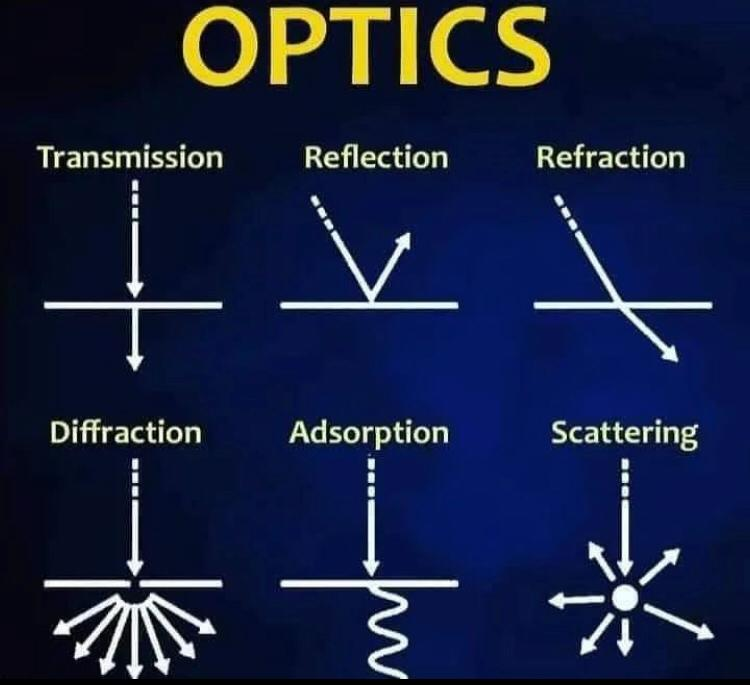 OPTICS
Transmission Reflection Refraction
Diffraction Adsorption Scattering